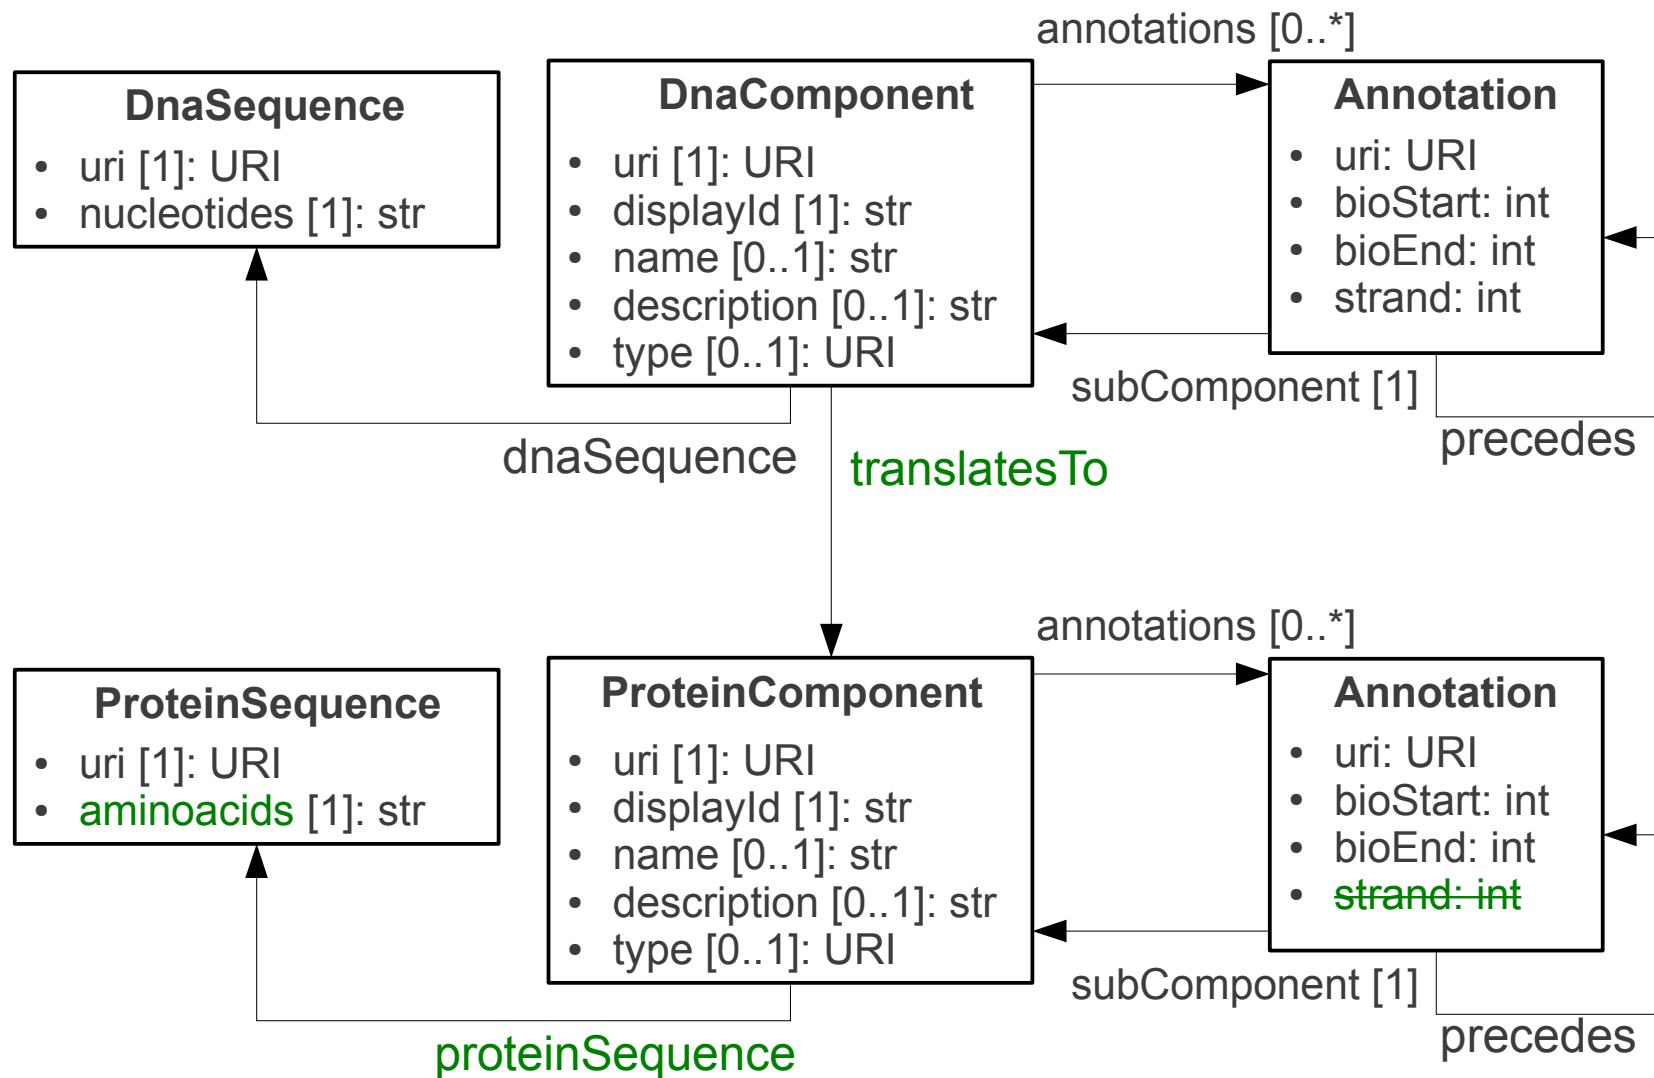 annotations [0..*]
DnaSequence
• uri [1]: URI
• nucleotides [1]: str
DnaComponent
• uri [1]: URI
• displayId [1]: str
• name [0..1]: str
• description [0..1]: str
• type [0..1]: URI
Annotation
• uri: URI
• bioStart: int
• bioEnd: int
• strand: int
subComponent [1]
precedes
dnaSequence
translatesTo
annotations [0..*]
ProteinSequence
• uri [1]: URI
• aminoacids [1]: str
ProteinComponent
• uri [1]: URI
• displayId [1]: str
• name [0..1]: str
• description [0..1]: str
• type [0..1]: URI
Annotation
• uri: URI
• bioStart: int
• bioEnd: int
• strand: int
subComponent [1]
precedes
proteinSequence